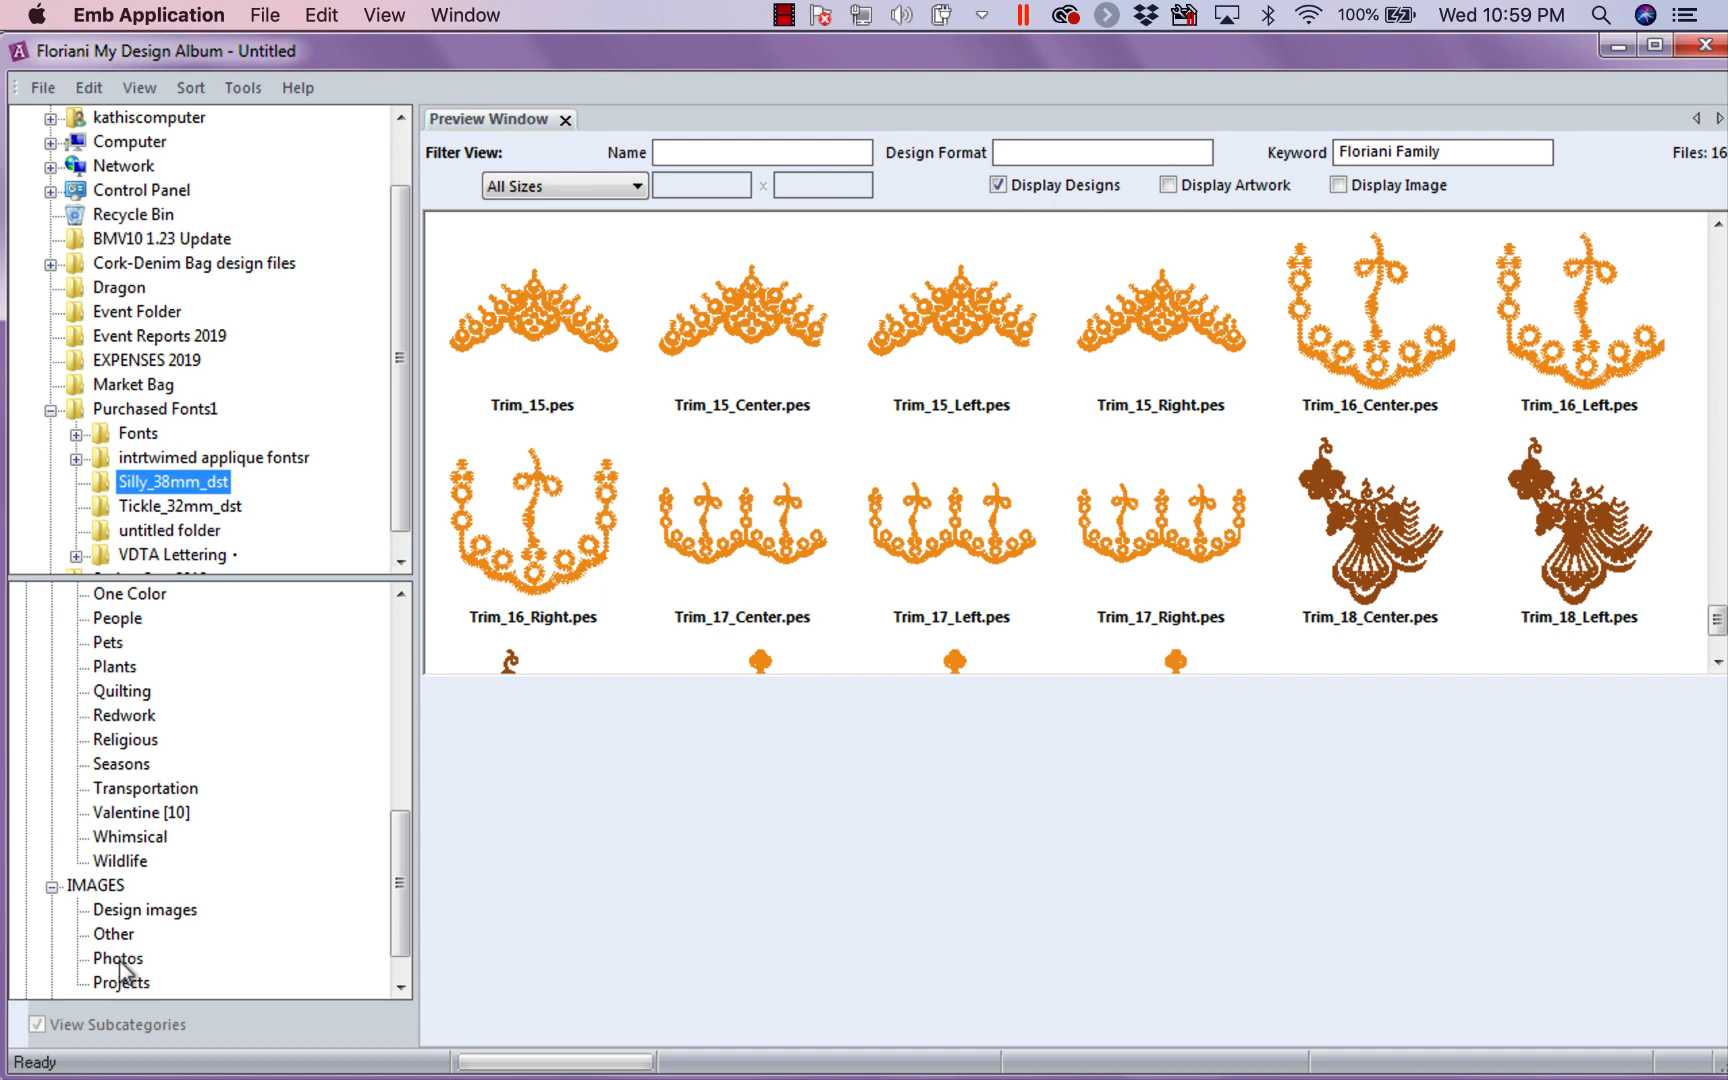 Emb Application File Edit View Window 100% Wed 10:59 PM
Floriani My Design Album - Untitled
File Edit View Sort Tools Help
kathiscomputer
Computer
Network
Control Panel
Recycle Bin
BMV10 1.23 Update
Cork-Denim Bag design files
Dragon
Event Folder
Event Reports 2019
EXPENSES 2019
Market Bag
Purchased Fonts1
Fonts
intrtwimed applique fontsr
Silly_38mm_dst
Tickle_32mm_dst
untitled folder
VDTA Lettering •
One Color
People
Pets
Plants
Quilting
Redwork
Religious
Seasons
Transportation
Valentine [10]
Whimsical
Wildlife
IMAGES
Design images
Other
Photos
Projects
View Subcategories
Ready
Preview Window
Filter View: Name Design Format Keyword Floriani Family Files: 16
All Sizes x Display Designs Display Artwork Display Image
Trim_15.pes Trim_15_Center.pes Trim_15_Left.pes Trim_15_Right.pes Trim_16_Center.pes Trim_16_Left.pes
Trim_16_Right.pes Trim_17_Center.pes Trim_17_Left.pes Trim_17_Right.pes Trim_18_Center.pes Trim_18_Left.pes